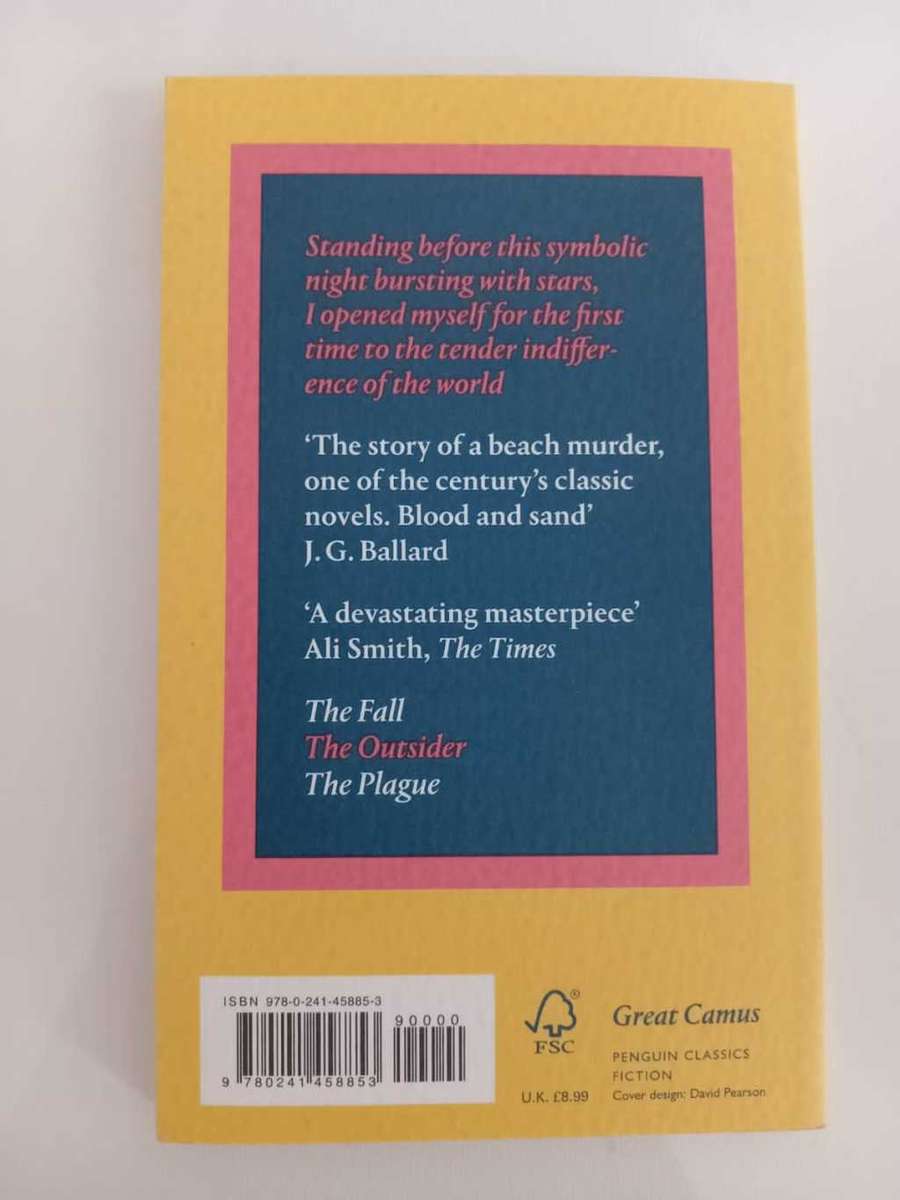 Standing before this symbolic
night bursting with stars,
I opened myself for the first
time to the tender indiffer-
ence of the world
‘The story of a beach murder,
one of the century’s classic
novels. Blood and sand’
J. G. Ballard
‘A devastating masterpiece’
Ali Smith, The Times
The Fall
The Outsider
The Plague
ISBN 978-0-241-45885-3
90000
9 780241 458853
®
FSC
U.K. £8.99
Great Camus
PENGUIN CLASSICS
FICTION
Cover design: David Pearson